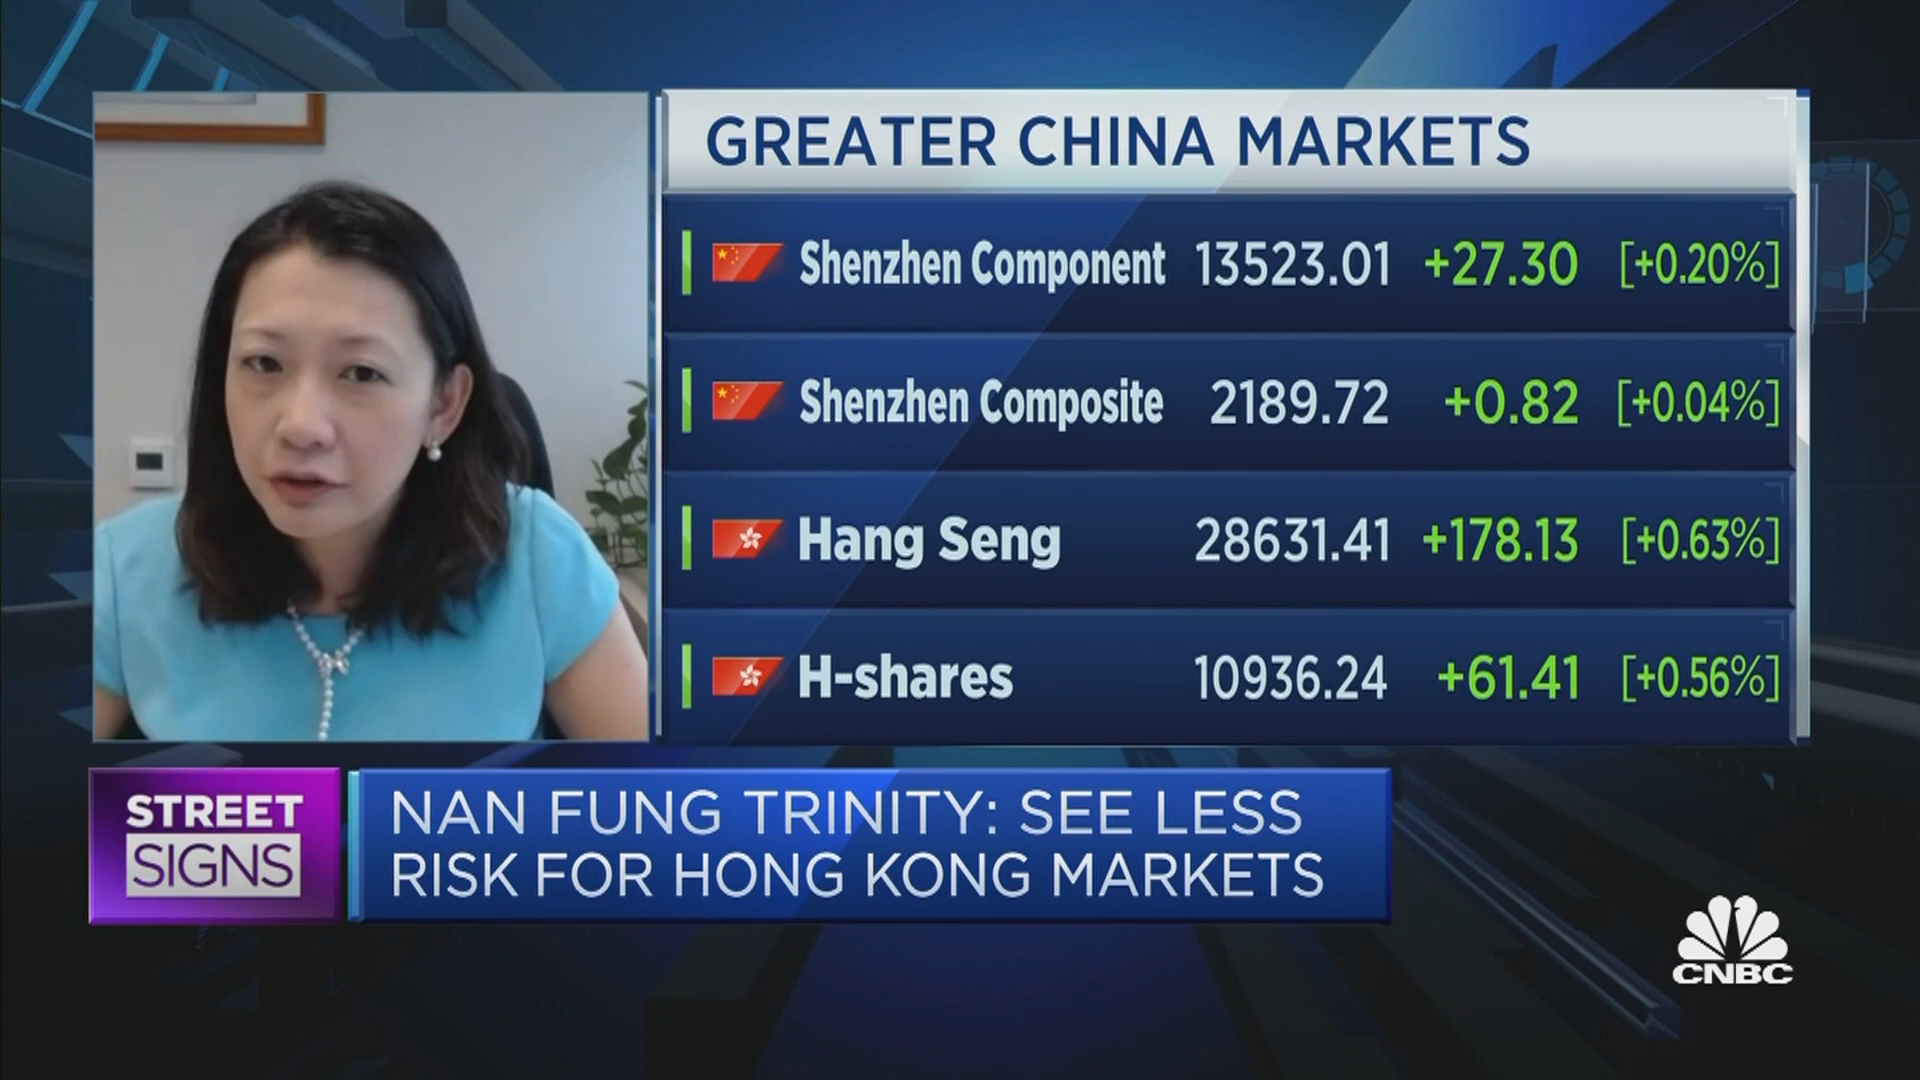 GREATER CHINA MARKETS
Shenzhen Component 13523.01 +27.30 [+0.20%]
Shenzhen Composite 2189.72 +0.82 [+0.04%]
Hang Seng 28631.41 +178.13 [+0.63%]
H-shares 10936.24 +61.41 [+0.56%]
STREET
SIGNS
NAN FUNG TRINITY: SEE LESS
RISK FOR HONG KONG MARKETS
CNBC